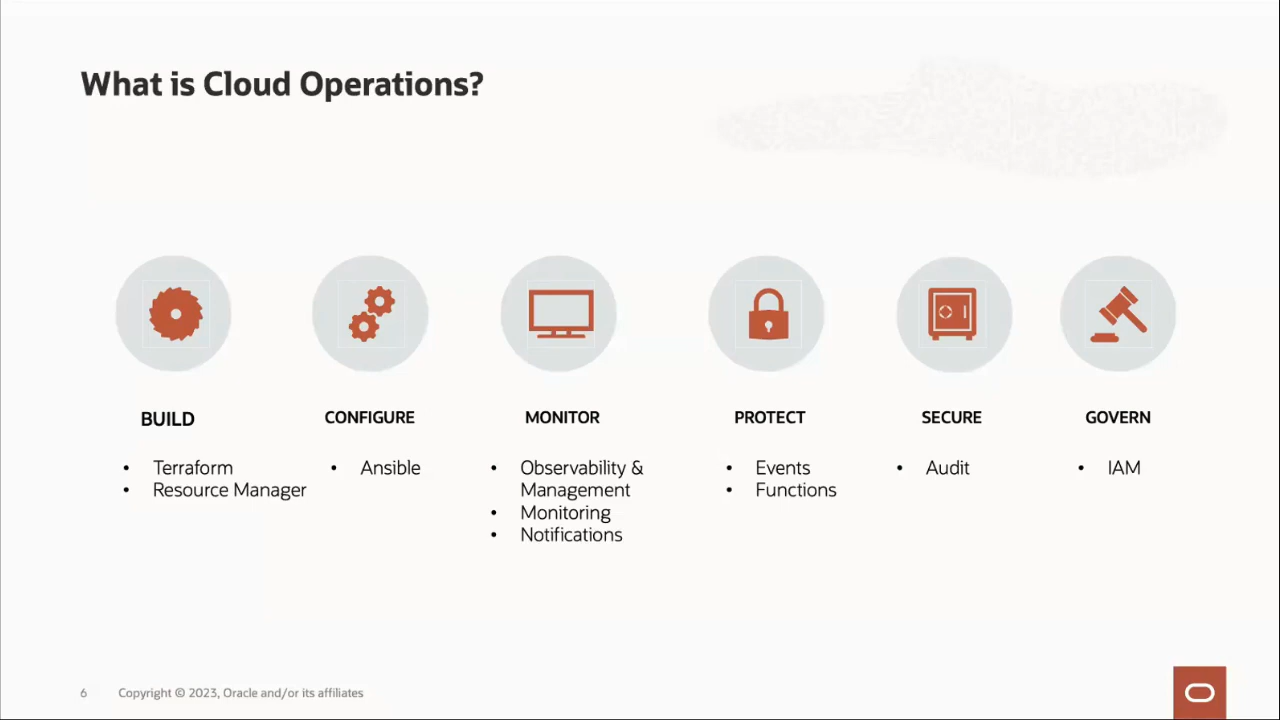 What is Cloud Operations?
BUILD
• Terraform
• Resource Manager
CONFIGURE
• Ansible
MONITOR
• Observability &
Management
• Monitoring
• Notifications
PROTECT
• Events
• Functions
SECURE
• Audit
GOVERN
• IAM
6 Copyright © 2023, Oracle and/or its affiliates